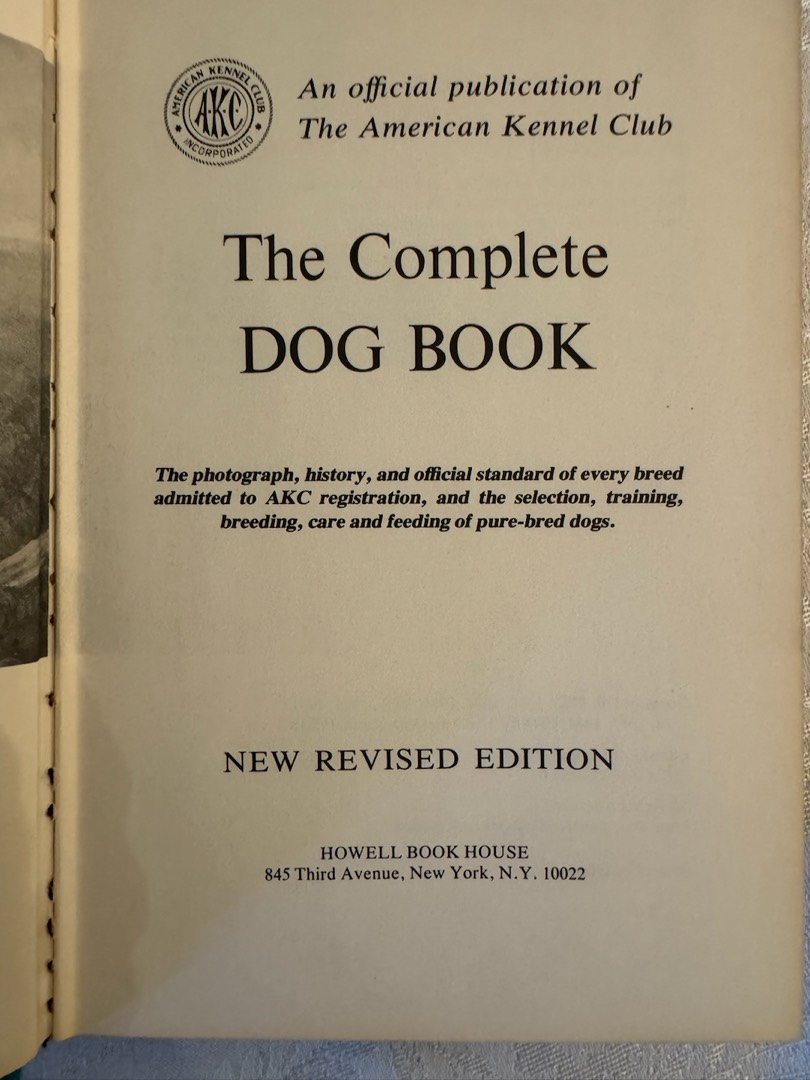 AMERICAN KENNEL CLUB
AKC
INCORPORATED
An official publication of
The American Kennel Club
The Complete
DOG BOOK
The photograph, history, and official standard of every breed
admitted to AKC registration, and the selection, training,
breeding, care and feeding of pure-bred dogs.
NEW REVISED EDITION
HOWELL BOOK HOUSE
845 Third Avenue, New York, N.Y. 10022